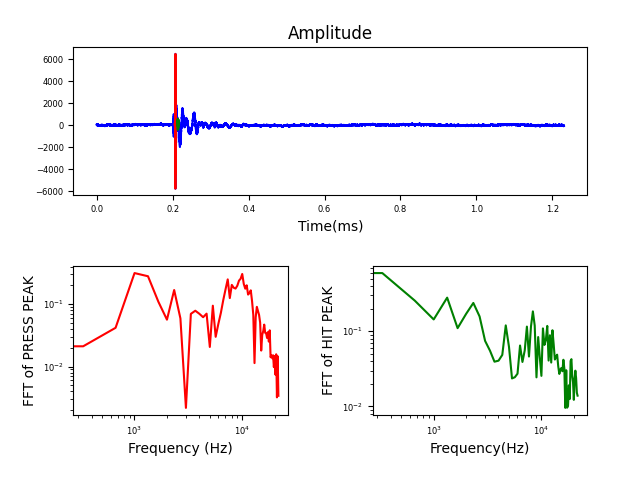 Amplitude
6000
4000
2000
0
−2000
−4000
−6000
0.0 0.2 0.4 0.6 0.8 1.0 1.2
Time(ms)
FFT of PRESS PEAK
10⁻¹
10⁻²
10³ 10⁴
Frequency (Hz)
FFT of HIT PEAK
10⁻¹
10⁻²
10³ 10⁴
Frequency(Hz)